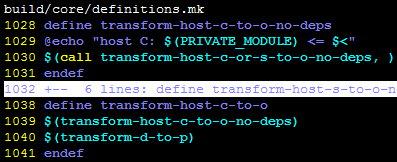 build/core/definitions.mk
1028 define transform-host-c-to-o-no-deps
1029 @echo "host C: $(PRIVATE_MODULE) <= $<"
1030 $(call transform-host-c-or-s-to-o-no-deps, )
1031 endef
1032 +-- 6 lines: define transform-host-s-to-o-n
1038 define transform-host-c-to-o
1039 $(transform-host-c-to-o-no-deps)
1040 $(transform-d-to-p)
1041 endef